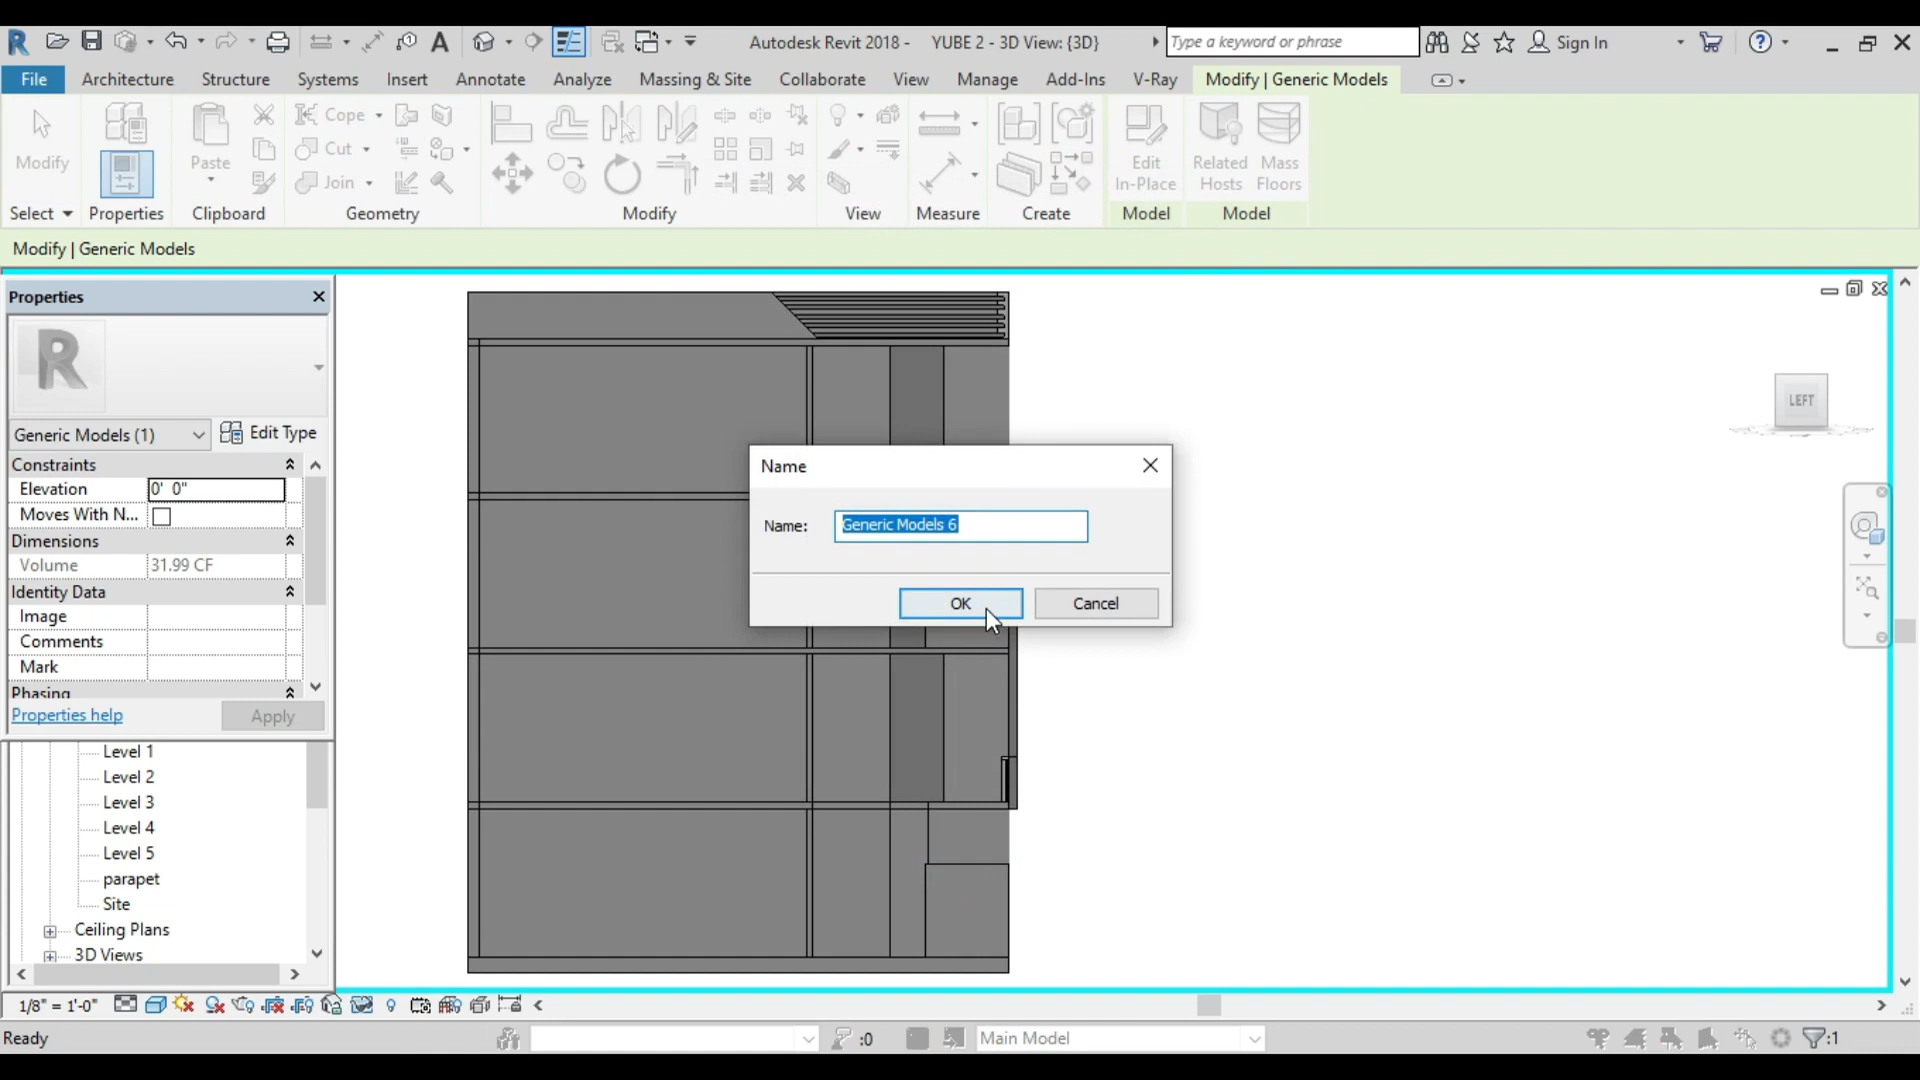 Autodesk Revit 2018 - YUBE 2 - 3D View: {3D}
Type a keyword or phrase
Sign In
File Architecture Structure Systems Insert Annotate Analyze Massing & Site Collaborate View Manage Add-Ins V-Ray Modify | Generic Models
Modify
Paste
Cope
Cut
Join
Edit In-Place
Related Hosts
Mass Floors
Select Properties Clipboard Geometry Modify View Measure Create Model Model
Modify | Generic Models
Properties
Generic Models (1) Edit Type
Constraints
Elevation 0' 0"
Moves With N...
Dimensions
Volume 31.99 CF
Identity Data
Image
Comments
Mark
Phasing
Properties help Apply
Level 1
Level 2
Level 3
Level 4
Level 5
parapet
Site
Ceiling Plans
3D Views
Name
Name: Generic Models 6
OK Cancel
LEFT
1/8" = 1'-0"
Ready :0 Main Model :1